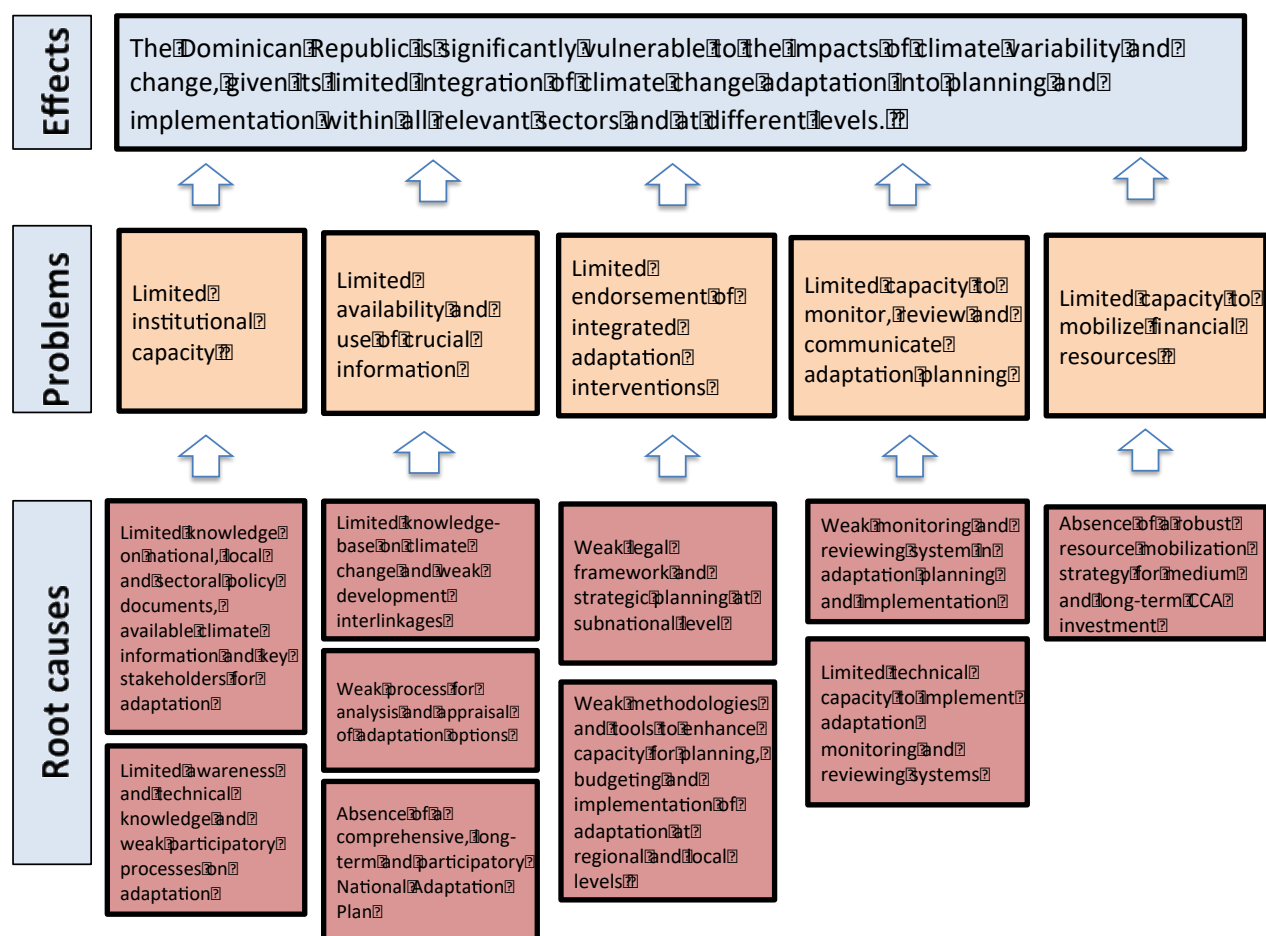 Effects
The Dominican Republic is significantly vulnerable to the impacts of climate variability and
change, given its limited integration of climate change adaptation into planning and
implementation within all relevant sectors and at different levels.
Problems
Limited
institutional
capacity
Limited
availability and
use of crucial
information
Limited
endorsement of
integrated
adaptation
interventions
Limited capacity to
monitor, review and
communicate
adaptation planning
Limited capacity to
mobilize financial
resources
Root causes
Limited knowledge
on national, local
and sectoral policy
documents,
available climate
information and key
stakeholders for
adaptation
Limited awareness
and technical
knowledge and
weak participatory
processes on
adaptation
Limited knowledge-
base on climate
change and weak
development
interlinkages
Weak process for
analysis and appraisal
of adaptation options
Absence of a
comprehensive, long-
term and participatory
National Adaptation
Plan
Weak legal
framework and
strategic planning at
subnational level
Weak methodologies
and tools to enhance
capacity for planning,
budgeting and
implementation of
adaptation at
regional and local
levels
Weak monitoring and
reviewing system in
adaptation planning
and implementation
Limited technical
capacity to implement
adaptation
monitoring and
reviewing systems
Absence of a robust
resource mobilization
strategy for medium
and long-term CCA
investment